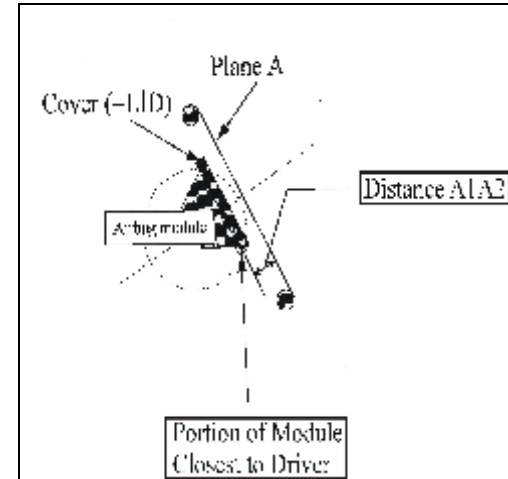 Plane A
Cover (–LID)
Distance A1A2
Airbag module
Portion of Module
Closest to Driver